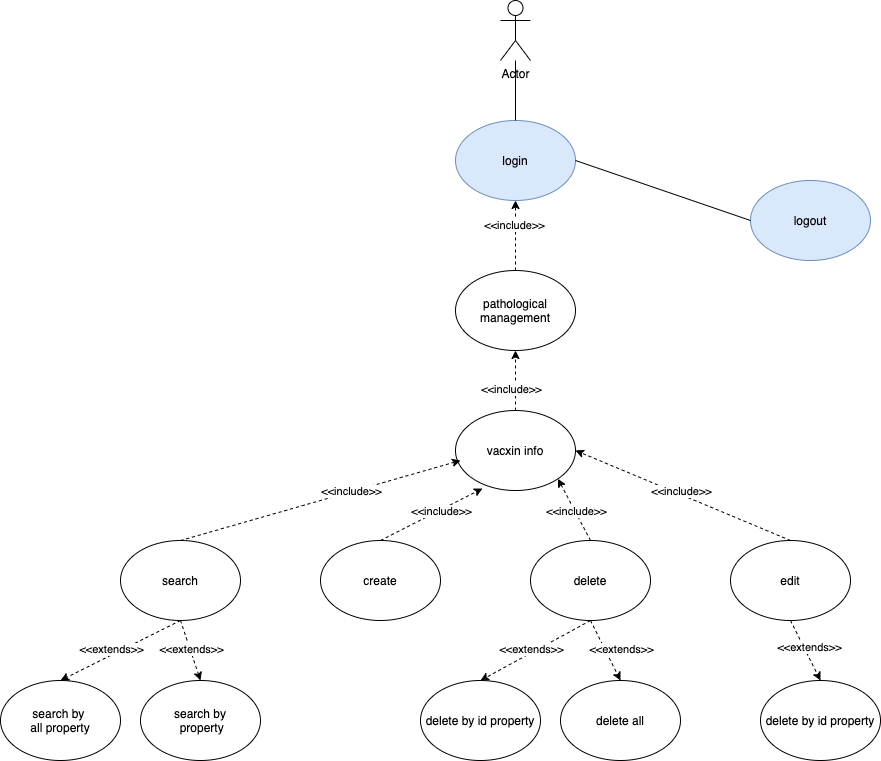 Actor
login
logout
<<include>>
pathological
management
<<include>>
vacxin info
<<include>>
<<include>>
<<include>>
<<include>>
search
create
delete
edit
<<extends>>
<<extends>>
<<extends>>
<<extends>>
<<extends>>
search by
all property
search by
property
delete by id property
delete all
delete by id property